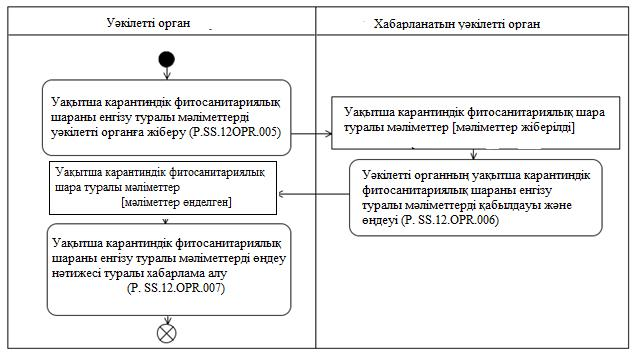 Уәкілетті орган
Хабарланатын уәкілетті орган
Уақытша карантиндік фитосанитариялық
шараны енгізу туралы мәліметтерді
уәкілетті органға жіберу (P.SS.12OPR.005)
Уақытша карантиндік фитосанитариялық шара
туралы мәліметтер [мәліметтер жіберілді]
Уәкілетті органның уақытша карантиндік
фитосанитариялық шараны енгізу
туралы мәліметтерді қабылдауы және
өңдеуі (P. SS.12.OPR.006)
Уақытша карантиндік фитосанитариялық
шара туралы мәліметтер
[мәліметтер өңделген]
Уақытша карантиндік фитосанитариялық
шараны енгізу туралы мәліметтерді өңдеу
нәтижесі туралы хабарлама алу
(P. SS.12.OPR.007)